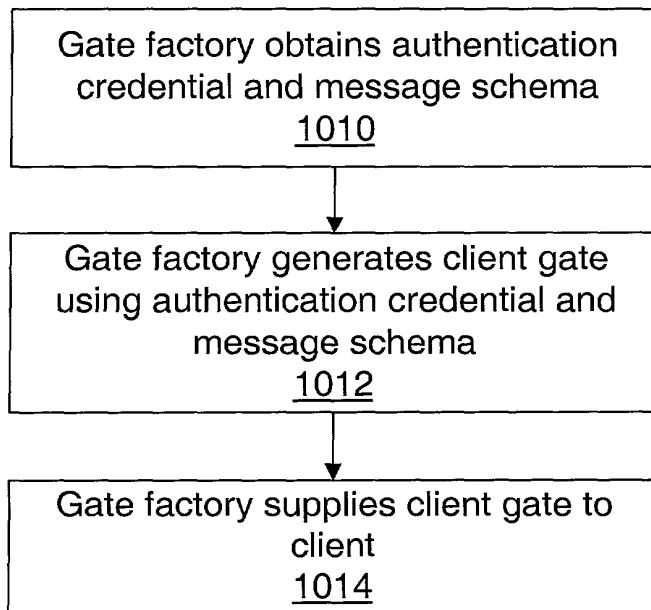 Gate factory obtains authentication
credential and message schema
1010
Gate factory generates client gate
using authentication credential and
message schema
1012
Gate factory supplies client gate to
client
1014